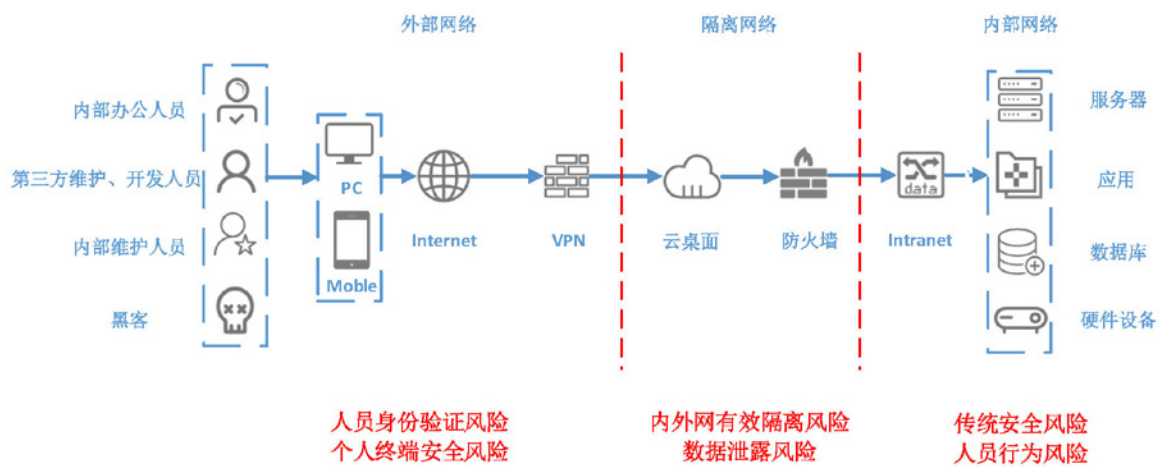 外部网络
隔离网络
内部网络
内部办公人员
第三方维护、开发人员
内部维护人员
黑客
PC
Moble
Internet
VPN
云桌面
防火墙
data
Intranet
服务器
应用
数据库
硬件设备
人员身份验证风险
个人终端安全风险
内外网有效隔离风险
数据泄露风险
传统安全风险
人员行为风险